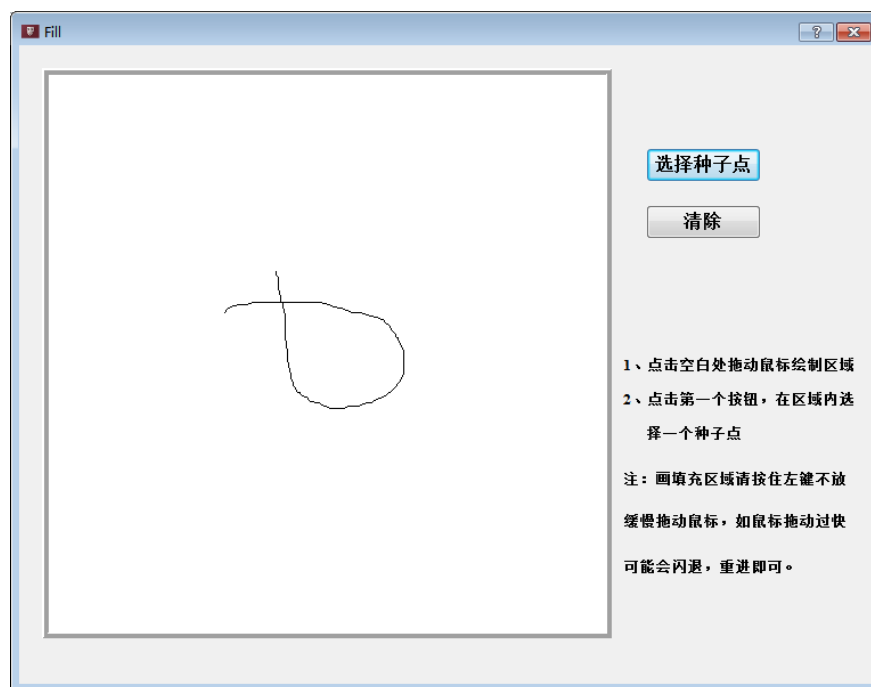 Fill
选择种子点
清除
1、点击空白处拖动鼠标绘制区域
2、点击第一个按钮，在区域内选
择一个种子点
注：画填充区域请按住左键不放
缓慢拖动鼠标，如鼠标拖动过快
可能会闪退，重进即可。